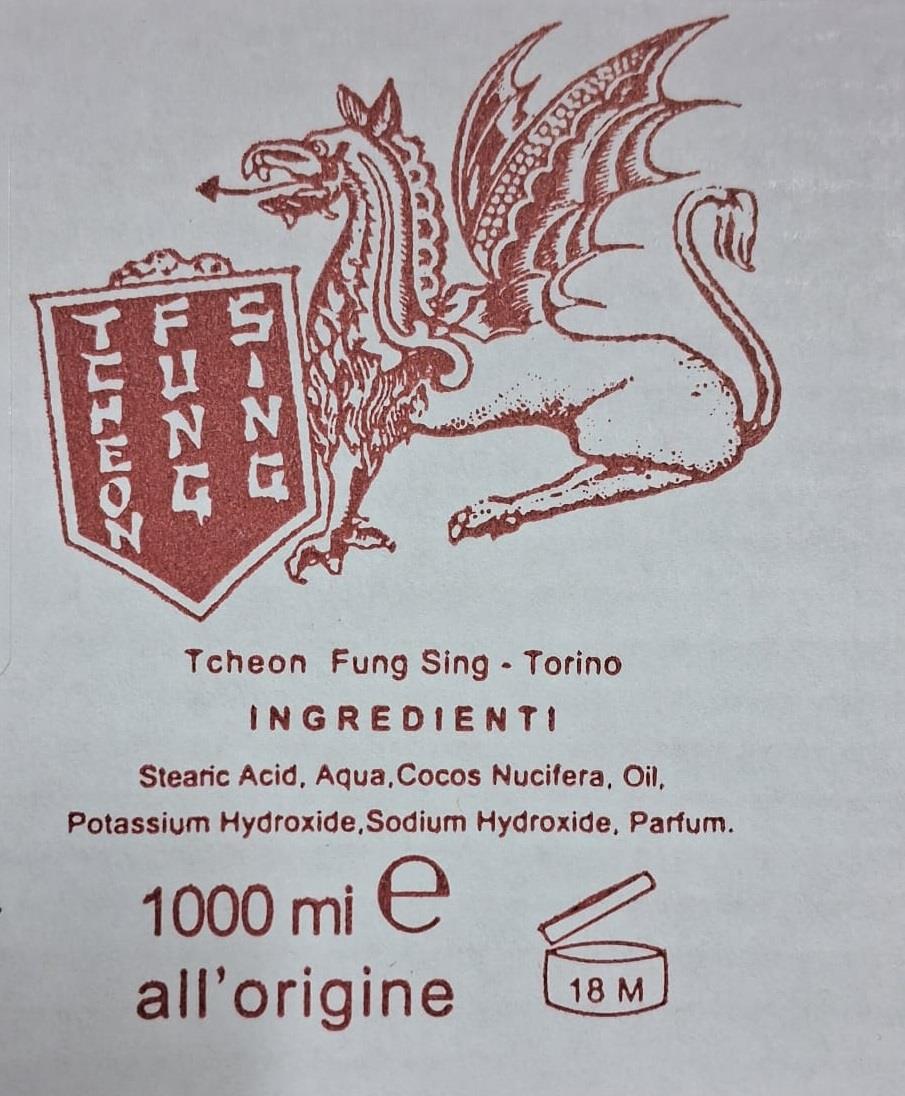 TCHEON
FUNG
SING
Tcheon Fung Sing - Torino
INGREDIENTI
Stearic Acid, Aqua,Cocos Nucifera, Oil,
Potassium Hydroxide,Sodium Hydroxide, Parfum.
1000 mi e
all'origine
18 M